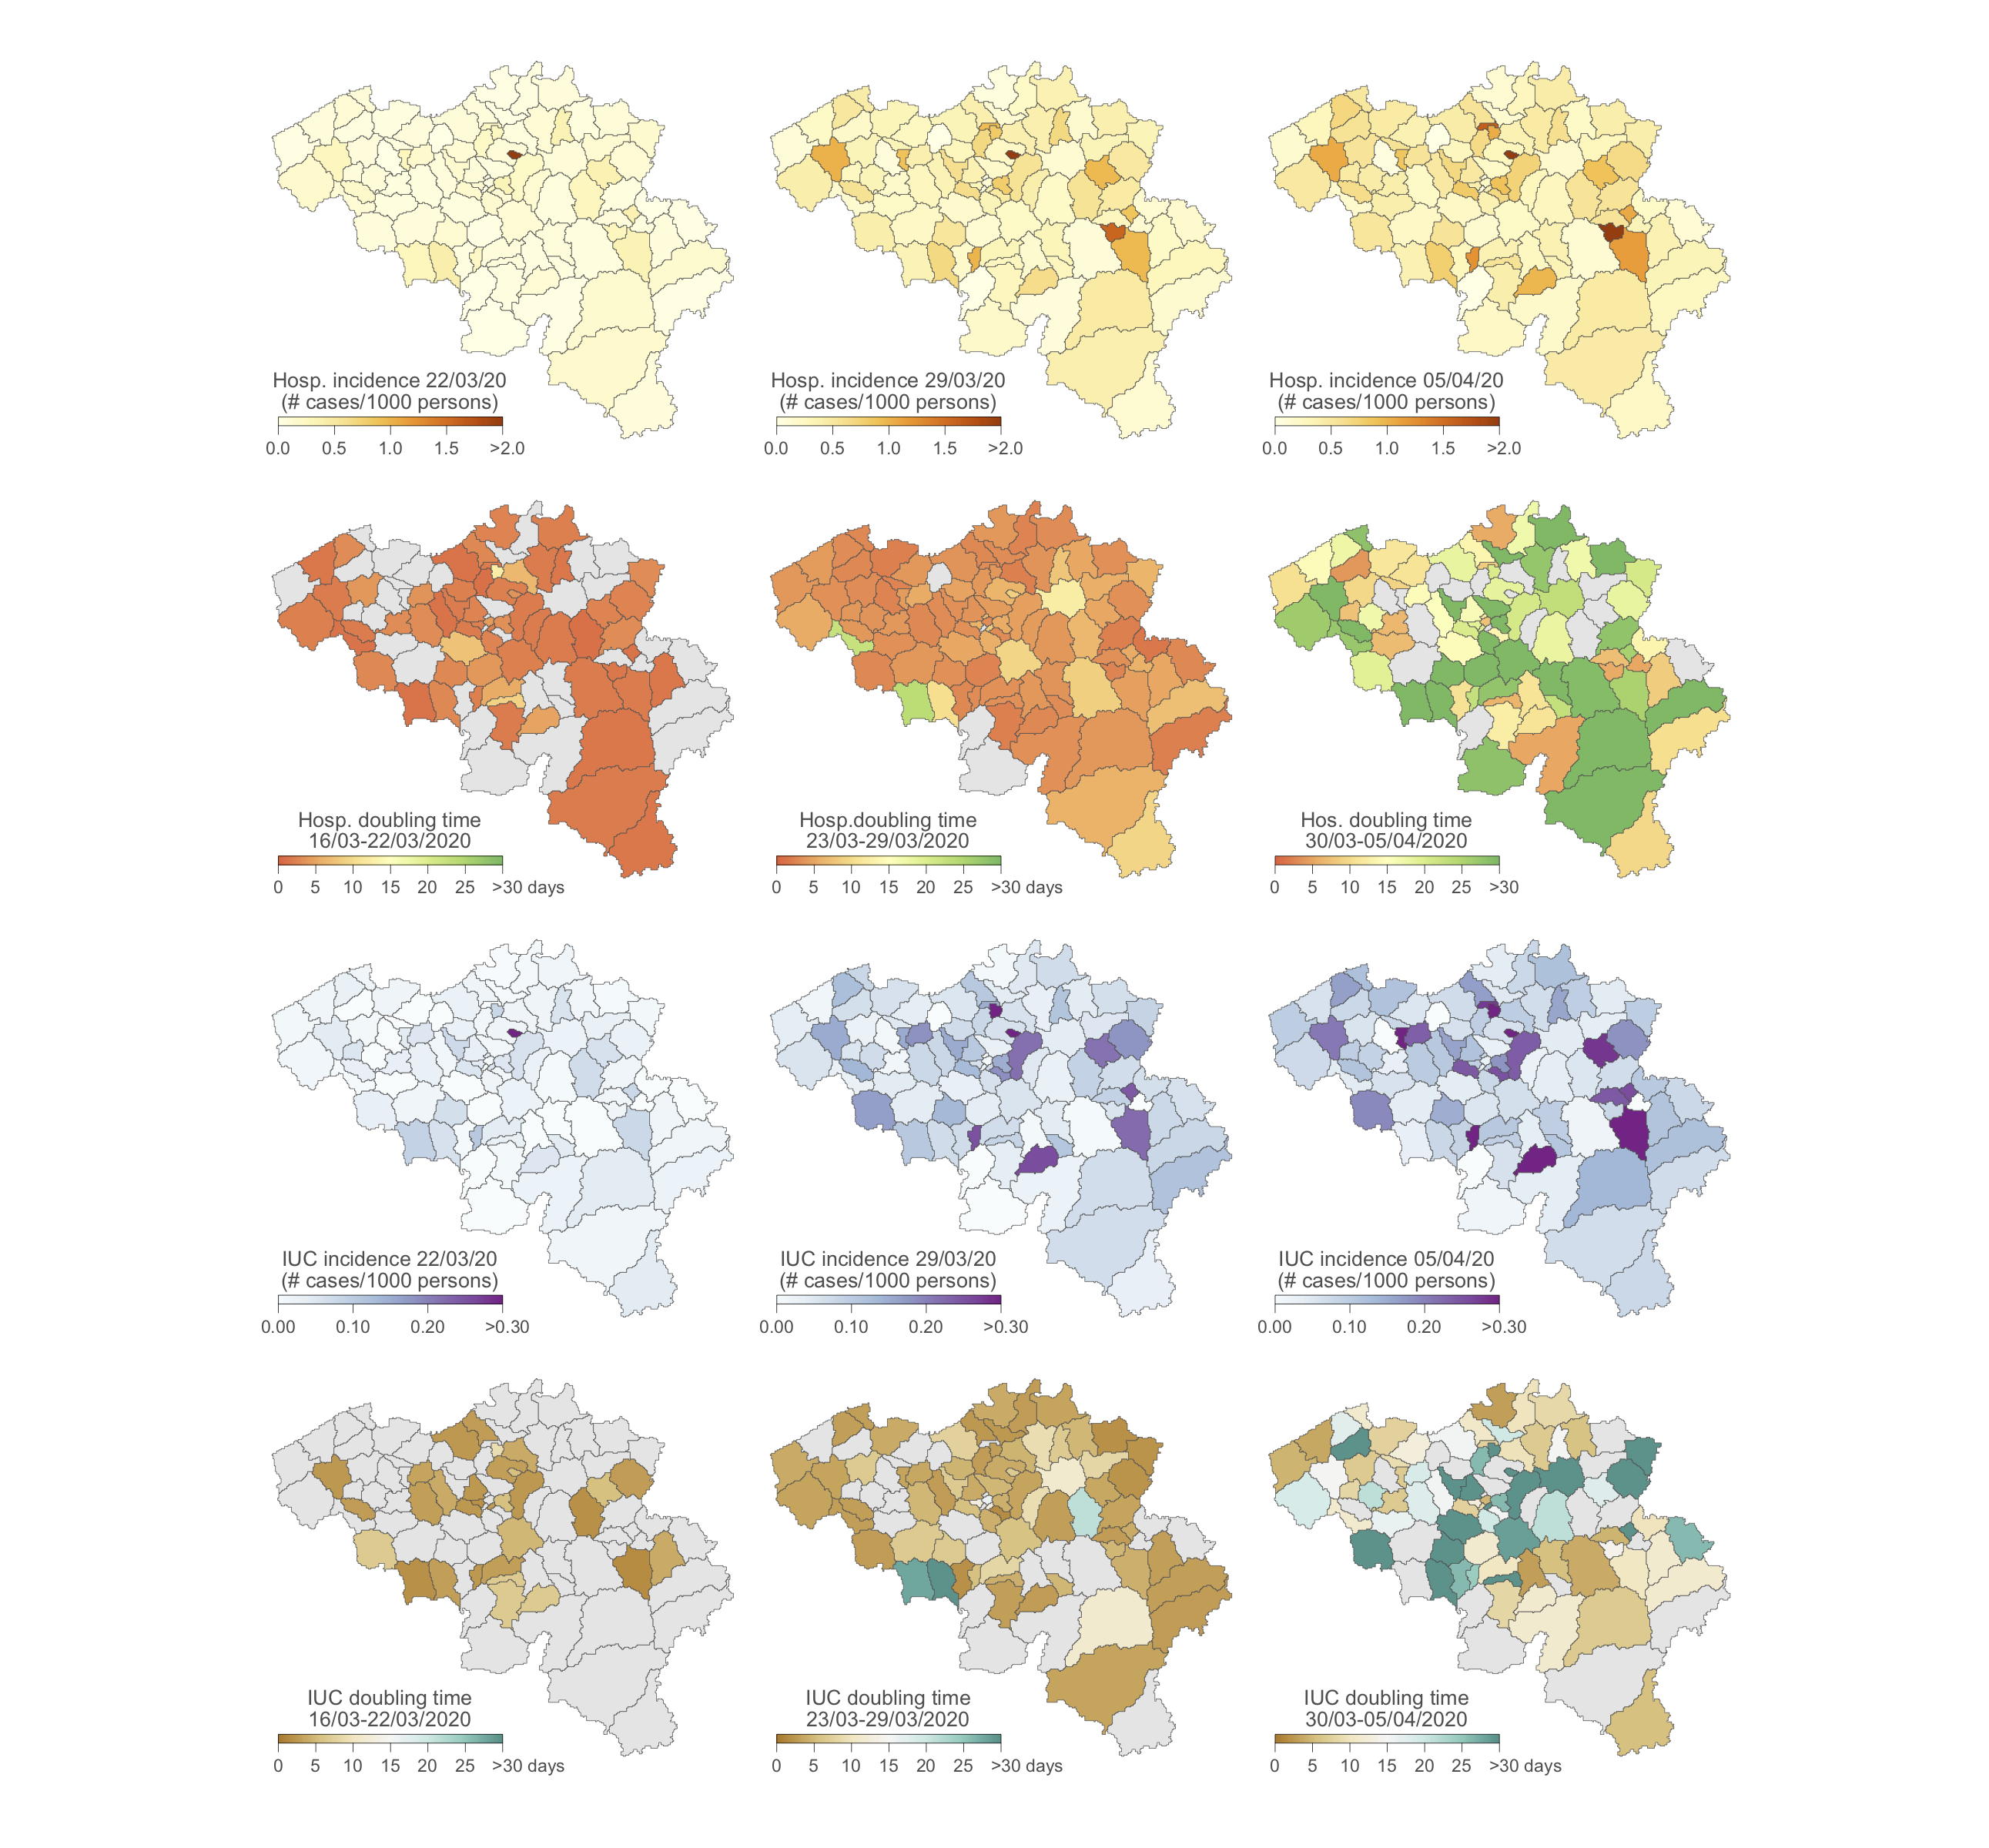 Hosp. incidence 22/03/20
(# cases/1000 persons)
0.0 0.5 1.0 1.5 >2.0
Hosp. incidence 29/03/20
(# cases/1000 persons)
0.0 0.5 1.0 1.5 >2.0
Hosp. incidence 05/04/20
(# cases/1000 persons)
0.0 0.5 1.0 1.5 >2.0
Hosp. doubling time
16/03-22/03/2020
0 5 10 15 20 25 >30 days
Hosp.doubling time
23/03-29/03/2020
0 5 10 15 20 25 >30 days
Hos. doubling time
30/03-05/04/2020
0 5 10 15 20 25 >30
IUC incidence 22/03/20
(# cases/1000 persons)
0.00 0.10 0.20 >0.30
IUC incidence 29/03/20
(# cases/1000 persons)
0.00 0.10 0.20 >0.30
IUC incidence 05/04/20
(# cases/1000 persons)
0.00 0.10 0.20 >0.30
IUC doubling time
16/03-22/03/2020
0 5 10 15 20 25 >30 days
IUC doubling time
23/03-29/03/2020
0 5 10 15 20 25 >30 days
IUC doubling time
30/03-05/04/2020
0 5 10 15 20 25 >30 days